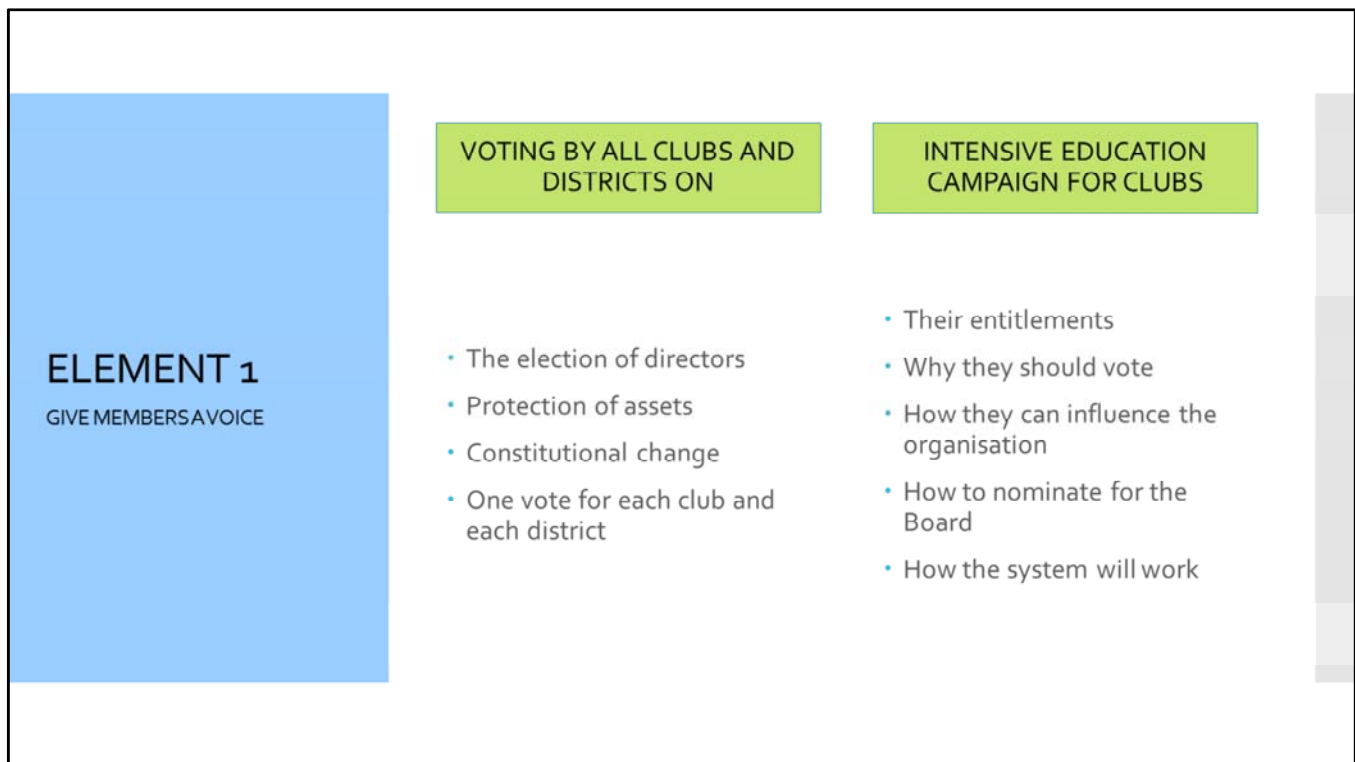 ELEMENT 1
GIVE MEMBERS A VOICE
VOTING BY ALL CLUBS AND
DISTRICTS ON
• The election of directors
• Protection of assets
• Constitutional change
• One vote for each club and
each district
INTENSIVE EDUCATION
CAMPAIGN FOR CLUBS
• Their entitlements
• Why they should vote
• How they can influence the
organisation
• How to nominate for the
Board
• How the system will work